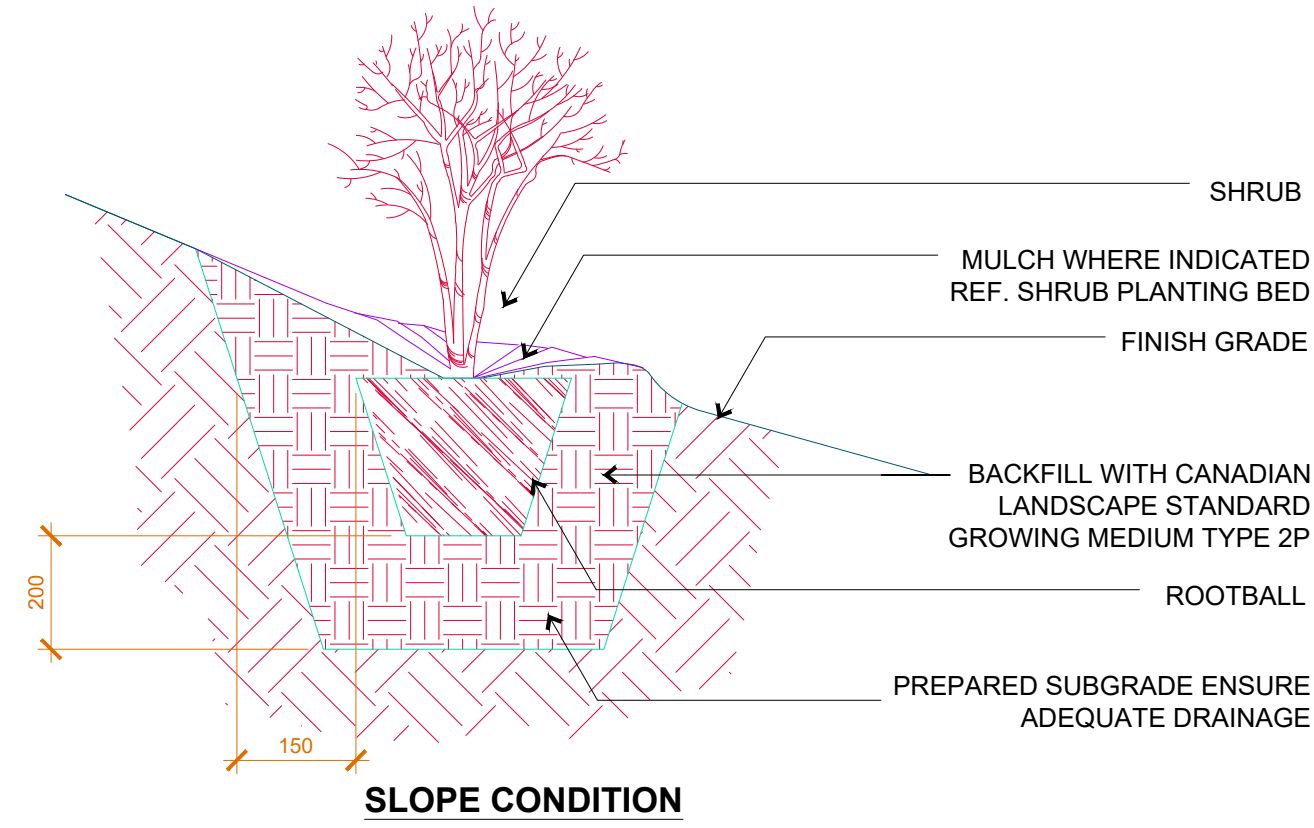 SHRUB
MULCH WHERE INDICATED
REF. SHRUB PLANTING BED
FINISH GRADE
BACKFILL WITH CANADIAN
LANDSCAPE STANDARD
GROWING MEDIUM TYPE 2P
200
ROOTBALL
PREPARED SUBGRADE ENSURE
ADEQUATE DRAINAGE
150
SLOPE CONDITION